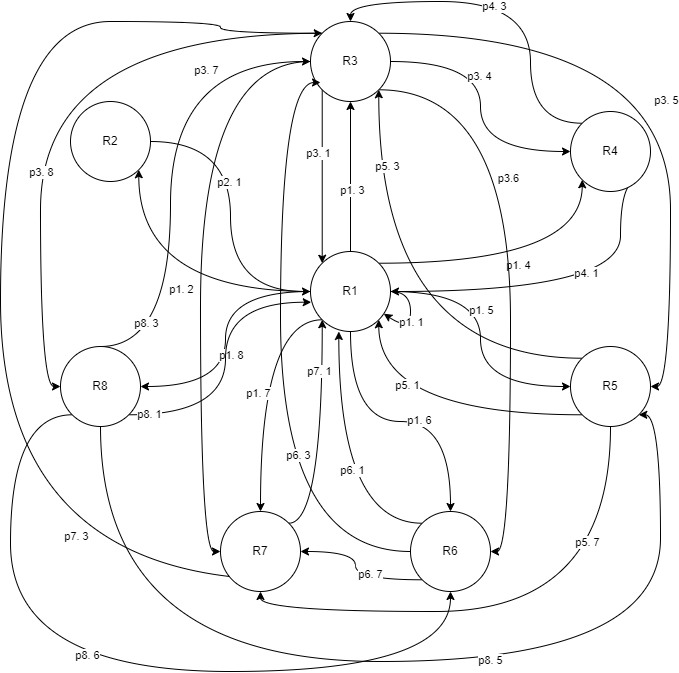 p4. 3
R3
p3. 7
p3. 4
p3. 5
R2
R4
p3. 1
p5. 3
p3. 8
p2. 1
p1. 3
p3.6
p1. 4
p4. 1
p1. 2
R1
p8. 3
p1. 5
p1. 1
p1. 8
p7. 1
R8
p5. 1
R5
p1. 7
p8. 1
p1. 6
p6. 3
p6. 1
p7. 3
p5. 7
R7
R6
p6. 7
p8. 6
p8. 5